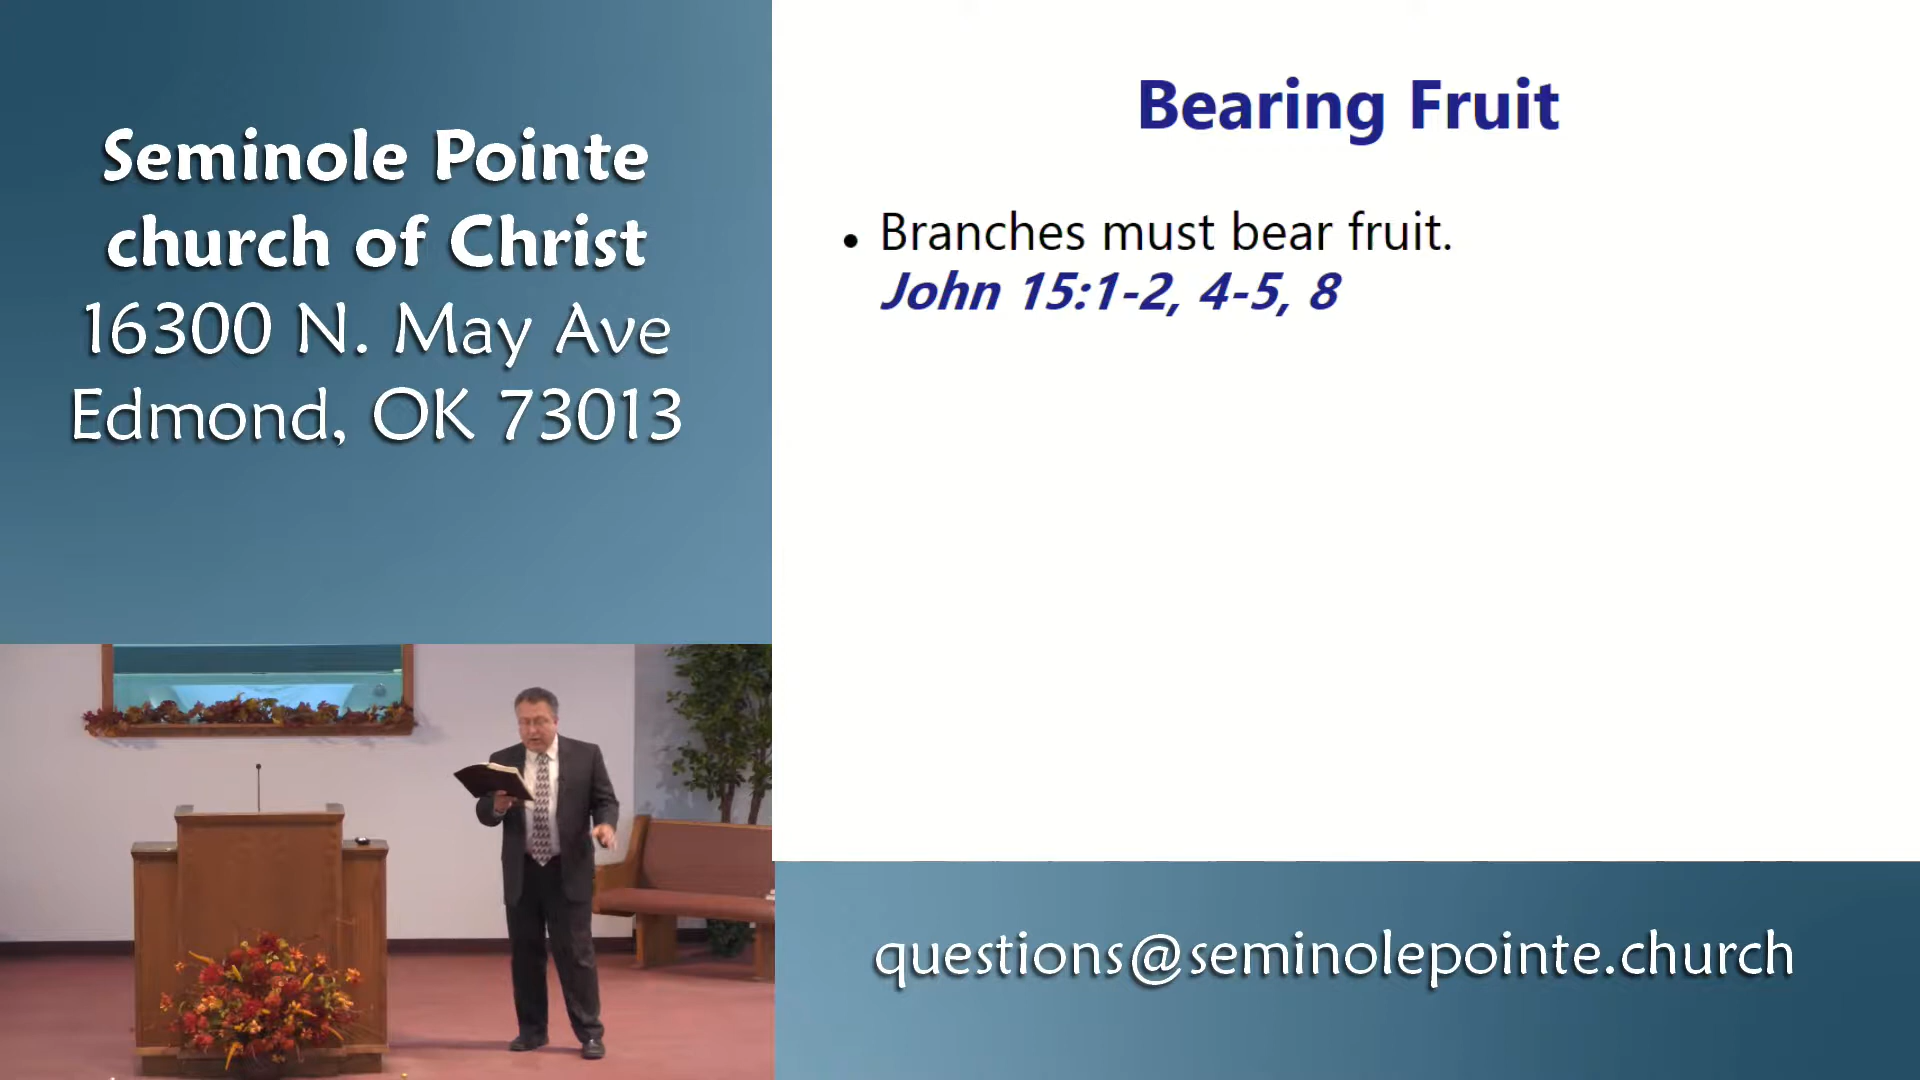 Seminole Pointe
church of Christ
16300 N. May Ave
Edmond, OK 73013
Bearing Fruit
• Branches must bear fruit.
John 15:1-2, 4-5, 8
questions@seminolepointe.church